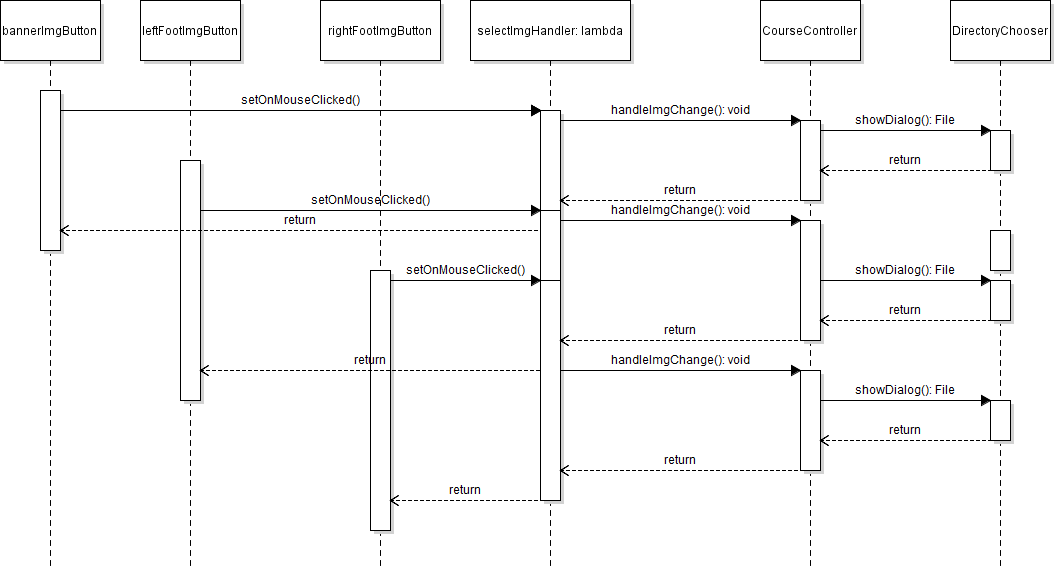 bannerImgButton
leftFootImgButton
rightFootImgButton
selectImgHandler: lambda
CourseController
DirectoryChooser
setOnMouseClicked()
handleImgChange(): void
showDialog(): File
return
return
setOnMouseClicked()
handleImgChange(): void
return
setOnMouseClicked()
showDialog(): File
return
return
return
handleImgChange(): void
showDialog(): File
return
return
return